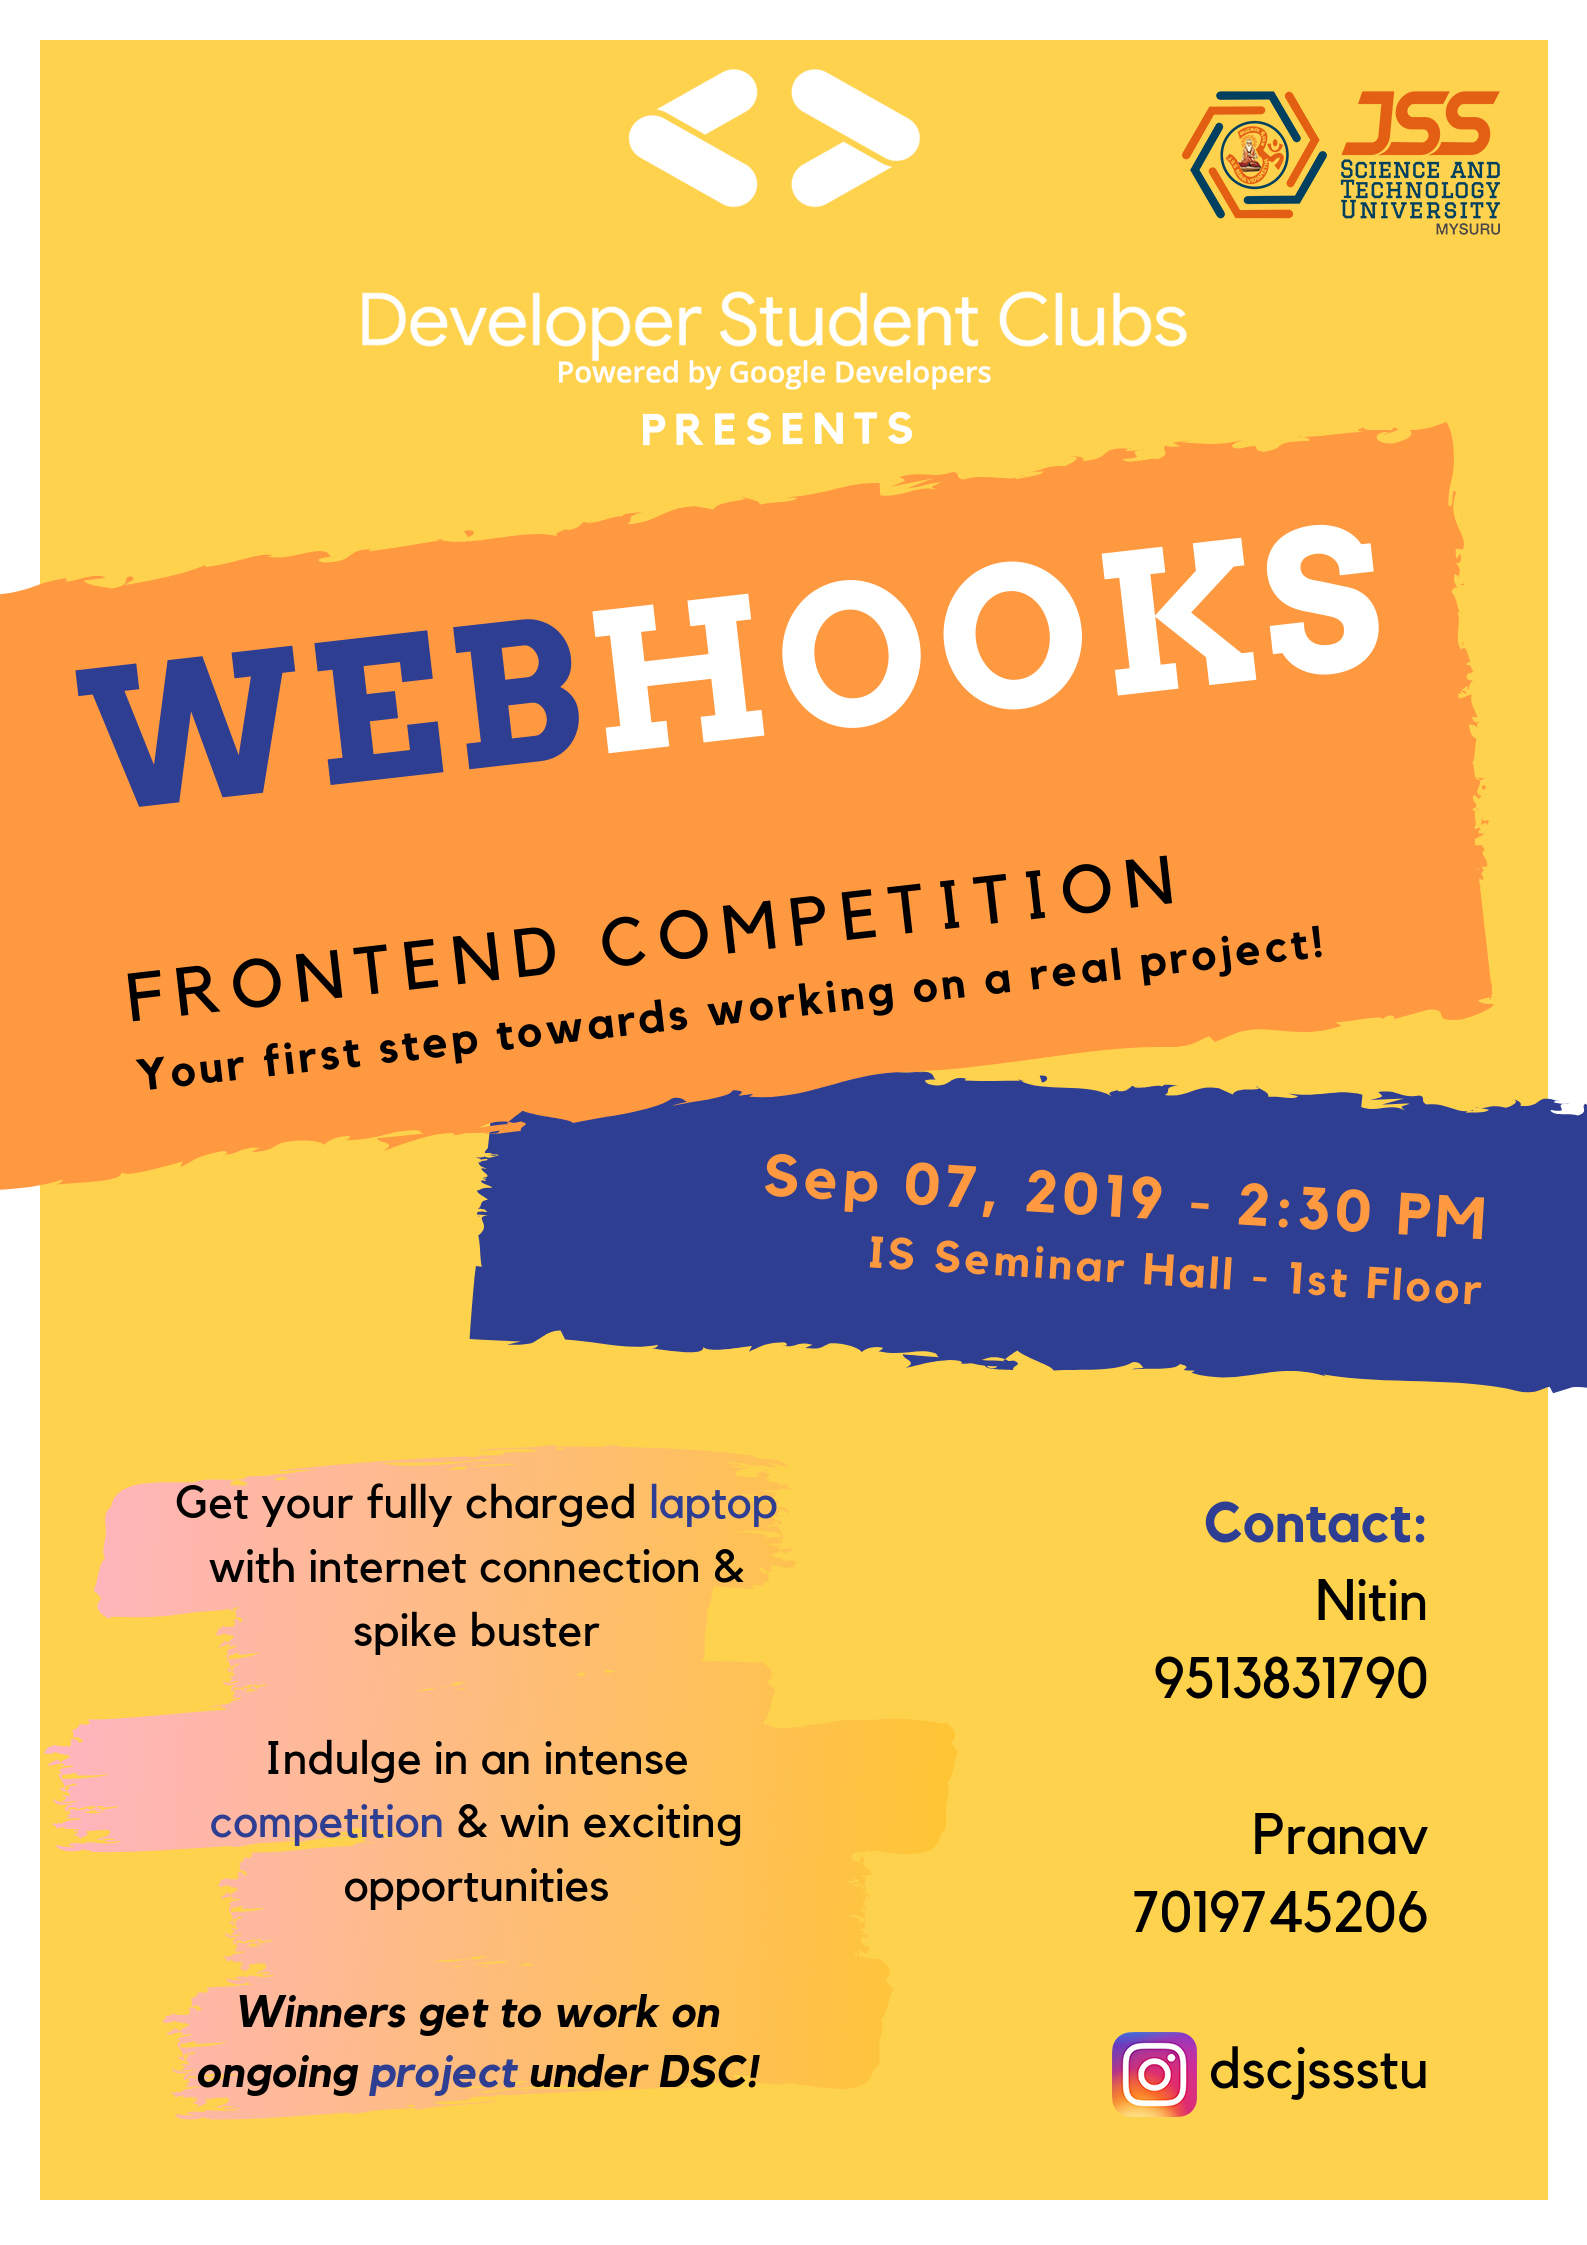 JSS
SCIENCE AND
TECHNOLOGY
UNIVERSITY
MYSURU
Developer Student Clubs
Powered by Google Developers
PRESENTS
WEBHOOKS
FRONTEND COMPETITION
Your first step towards working on a real project!
Sep 07, 2019 - 2:30 PM
IS Seminar Hall - 1st Floor
Get your fully charged laptop
with internet connection &
spike buster
Indulge in an intense
competition & win exciting
opportunities
Winners get to work on
ongoing project under DSC!
Contact:
Nitin
9513831790
Pranav
7019745206
dscjssstu